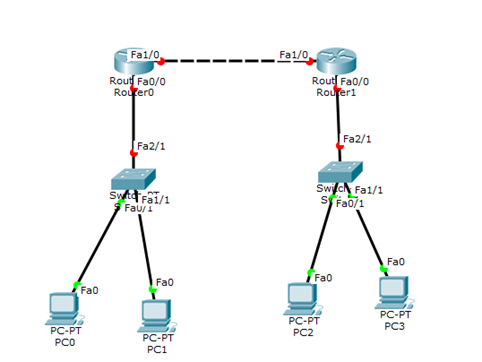 Fa1/0
Fa1/0
Rout
Fa0/0
Router0
Rout
Fa0/0
Router1
Fa2/1
Fa2/1
Switch-PT
Fa1/1
Fa0/1
Switch
Fa1/1
Fa0/1
Fa0
Fa0
Fa0
Fa0
PC-PT
PC0
PC-PT
PC1
PC-PT
PC2
PC-PT
PC3